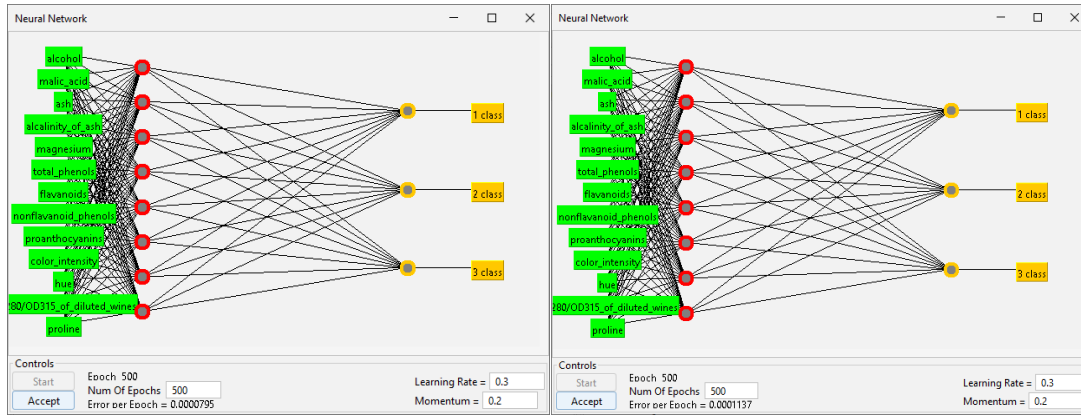 Neural Network
alcohol
malic_acid
ash
alcalinity_of_ash
magnesium
total_phenols
flavanoids
nonflavanoid_phenols
proanthocyanins
color_intensity
hue
280/OD315_of_diluted_wines
proline
1 class
2 class
3 class
Controls
Start
Accept
Epoch 500
Num Of Epochs 500
Error per Epoch = 0.0000795
Learning Rate = 0.3
Momentum = 0.2
Neural Network
alcohol
malic_acid
ash
alcalinity_of_ash
magnesium
total_phenols
flavanoids
nonflavanoid_phenols
proanthocyanins
color_intensity
hue
280/OD315_of_diluted_wines
proline
1 class
2 class
3 class
Controls
Start
Accept
Epoch 500
Num Of Epochs 500
Error per Epoch = 0.0001137
Learning Rate = 0.3
Momentum = 0.2